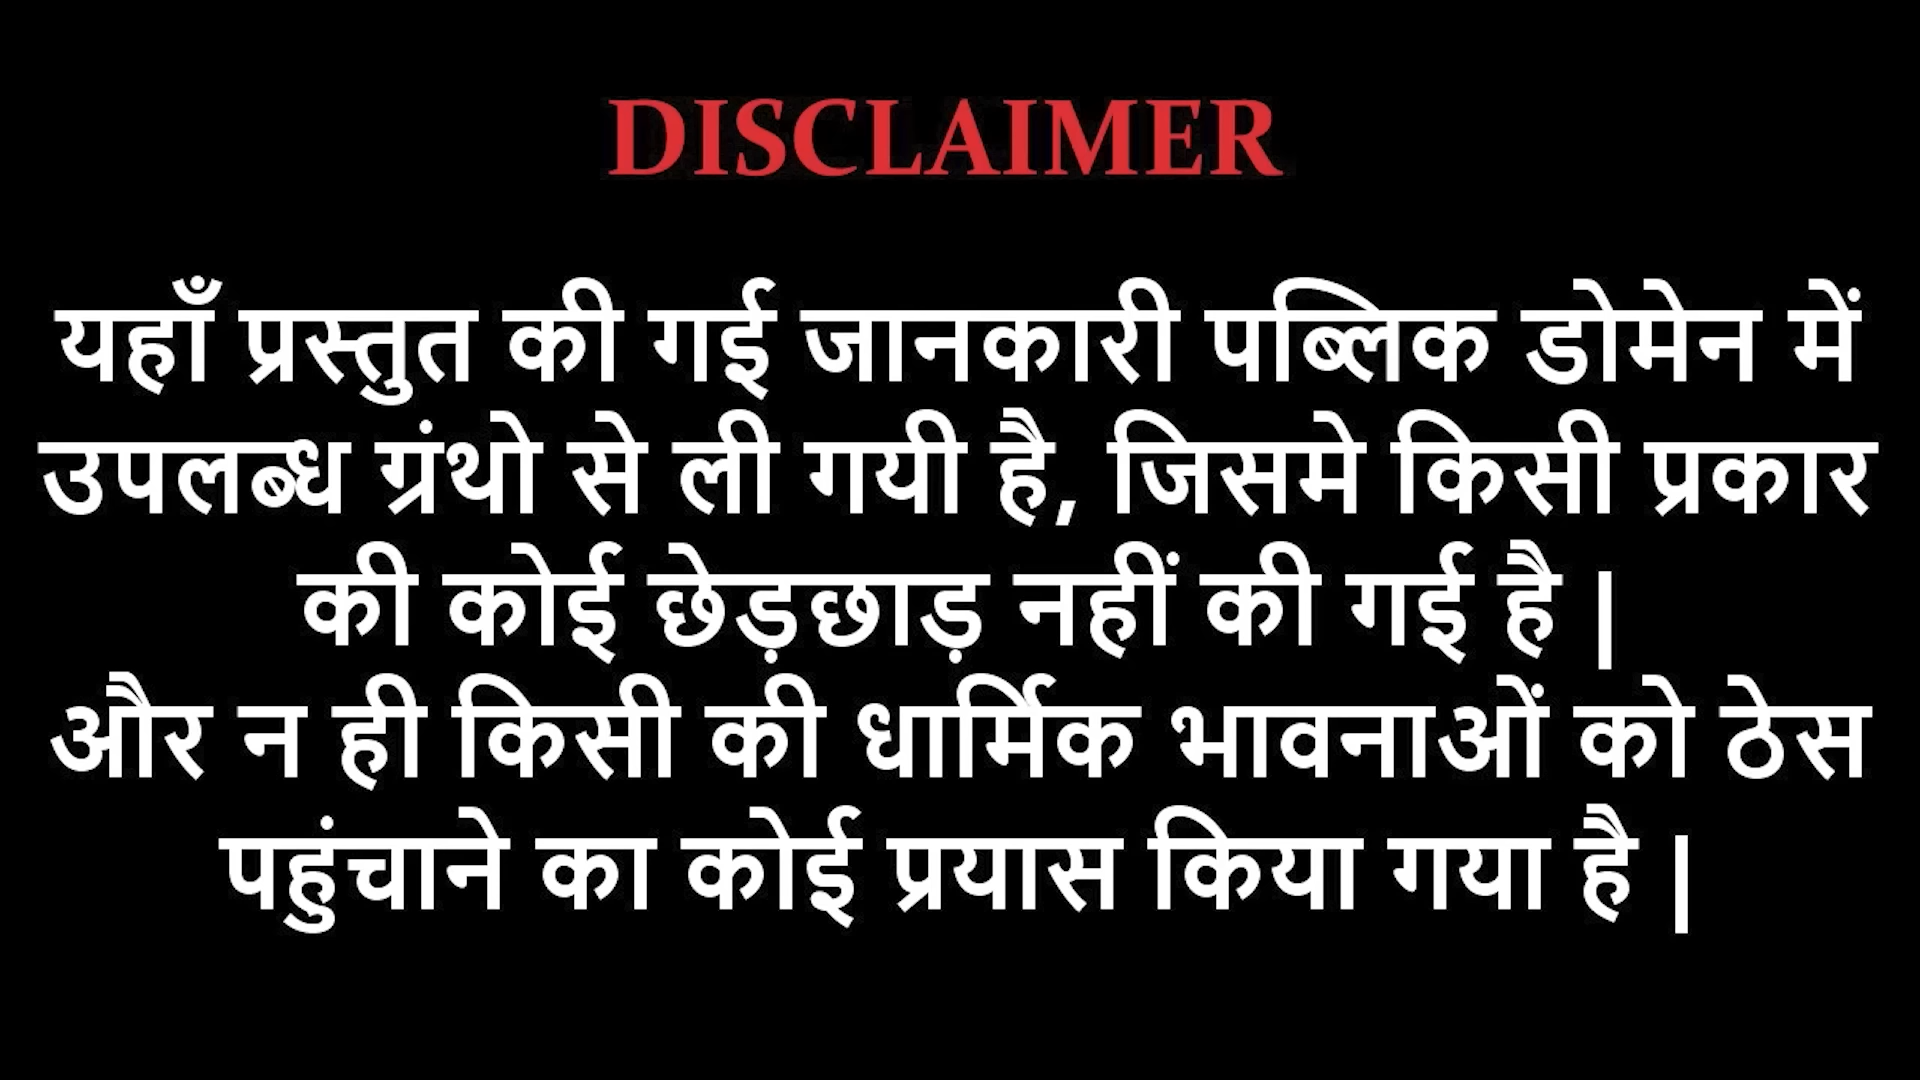 DISCLAIMER
यहाँ प्रस्तुत की गई जानकारी पब्लिक डोमेन में
उपलब्ध ग्रंथो से ली गयी है, जिसमे किसी प्रकार
की कोई छेड़छाड़ नहीं की गई है |
और न ही किसी की धार्मिक भावनाओं को ठेस
पहुंचाने का कोई प्रयास किया गया है |